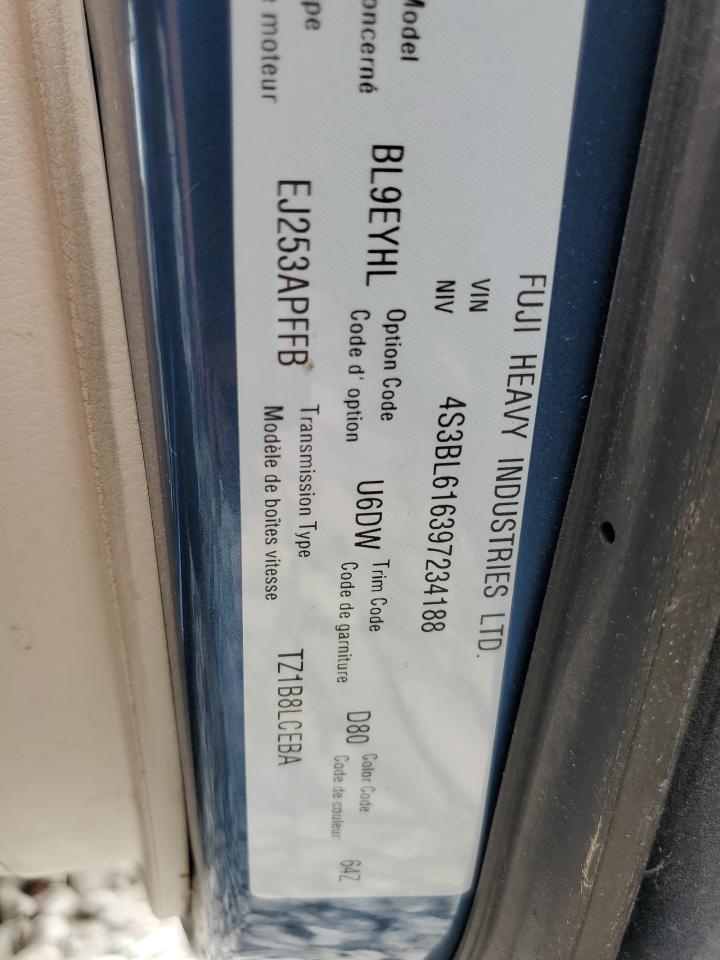 FUJI HEAVY INDUSTRIES LTD.
VIN
NIV
4S3BL616397234188
Model
oncerné
BL9EYHL
Option Code
Code d' option
U6DW
Trim Code
Code de garniture
D80
Color Code
Code de couleur
64Z
pe
moteur
EJ253APFFB
Transmission Type
Modèle de boîtes vitesse
TZ1B8LCEBA